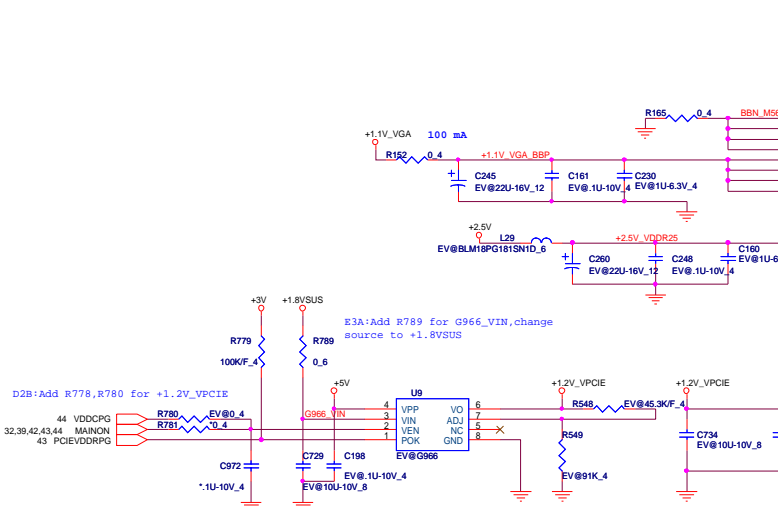 R165 0_4 BBN_M56
+1.1V_VGA 100 mA
R152 0_4 +1.1V_VGA_BBP
C245 C161 C230
EV@22U-16V_12 EV@.1U-10V_4 EV@1U-6.3V_4
+2.5V
L29 +2.5V_VDDR25
EV@BLM18PG181SN1D_6 C160
C260 C248 EV@1U-6
EV@22U-16V_12 EV@.1U-10V_4
+3V +1.8VSUS
E3A:Add R789 for G966_VIN,change
source to +1.8VSUS
R779 R789
100K/F_4 0_6
D2B:Add R778,R780 for +1.2V_VPCIE
+5V U9 +1.2V_VPCIE +1.2V_VPCIE
R548 EV@45.3K/F_4
4 VPP VO 6
44 VDDCPG R780 EV@0_4 G966_VIN 3 VIN ADJ 7
32,39,42,43,44 MAINON R781 *0_4 2 VEN NC 5
43 PCIEVDDRPG 1 POK GND 8
EV@G966
R549 C734
EV@10U-10V_8
C972 C729 C198
EV@.1U-10V_4 EV@91K_4
*.1U-10V_4 EV@10U-10V_8